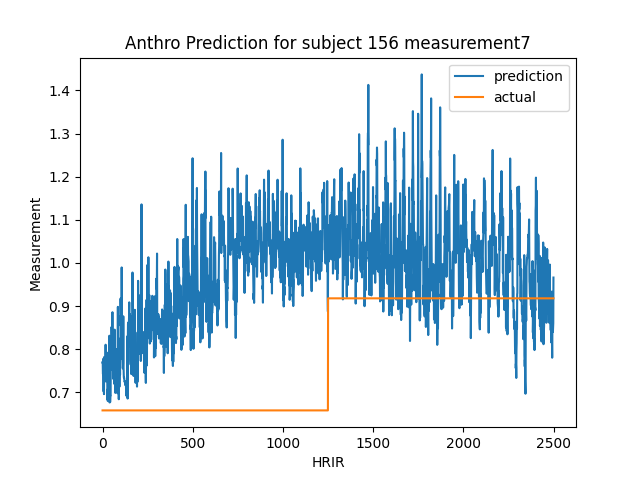 Anthro Prediction for subject 156 measurement7
prediction
actual
1.4
1.3
1.2
1.1
1.0
0.9
0.8
0.7
Measurement
0
500
1000
1500
2000
2500
HRIR